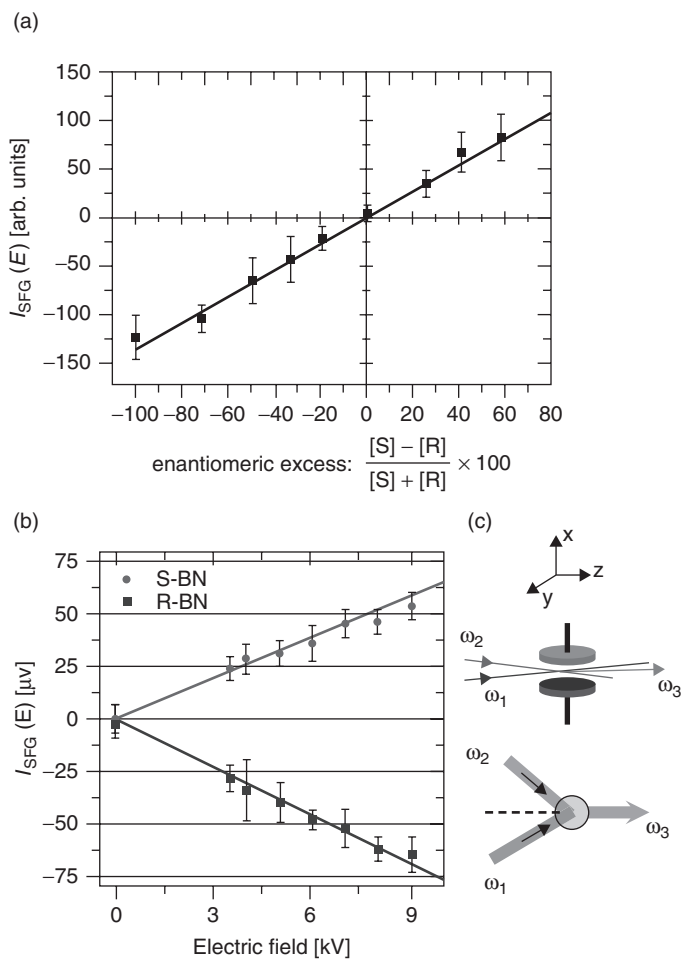 (a)
150
100
50
0
−50
−100
−150
I_SFG (E) [arb. units]
−100 −80 −60 −40 −20 0 20 40 60 80
enantiomeric excess: [S] − [R] / [S] + [R] × 100
(b)
75
50
25
0
−25
−50
−75
I_SFG (E) [μv]
S-BN
R-BN
0 3 6 9
Electric field [kV]
(c)
x
z
y
ω2
ω1
ω3
ω2
ω3
ω1